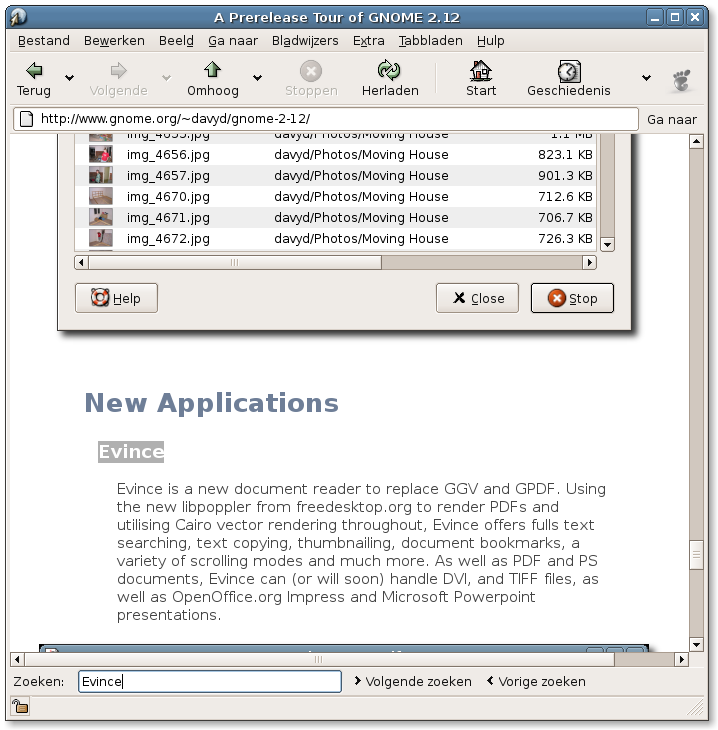 A Prerelease Tour of GNOME 2.12
Bestand Bewerken Beeld Ga naar Bladwijzers Extra Tabbladen Hulp
Terug Volgende Omhoog Stoppen Herladen Start Geschiedenis
http://www.gnome.org/~davyd/gnome-2-12/ Ga naar
img_4655.jpg davyd/Photos/Moving House 1.1 MB
img_4656.jpg davyd/Photos/Moving House 823.1 KB
img_4657.jpg davyd/Photos/Moving House 901.3 KB
img_4670.jpg davyd/Photos/Moving House 712.6 KB
img_4671.jpg davyd/Photos/Moving House 706.7 KB
img_4672.jpg davyd/Photos/Moving House 726.3 KB
Help Close Stop
New Applications
Evince
Evince is a new document reader to replace GGV and GPDF. Using
the new libpoppler from freedesktop.org to render PDFs and
utilising Cairo vector rendering throughout, Evince offers fulls text
searching, text copying, thumbnailing, document bookmarks, a
variety of scrolling modes and much more. As well as PDF and PS
documents, Evince can (or will soon) handle DVI, and TIFF files, as
well as OpenOffice.org Impress and Microsoft Powerpoint
presentations.
Zoeken: Evince Volgende zoeken Vorige zoeken